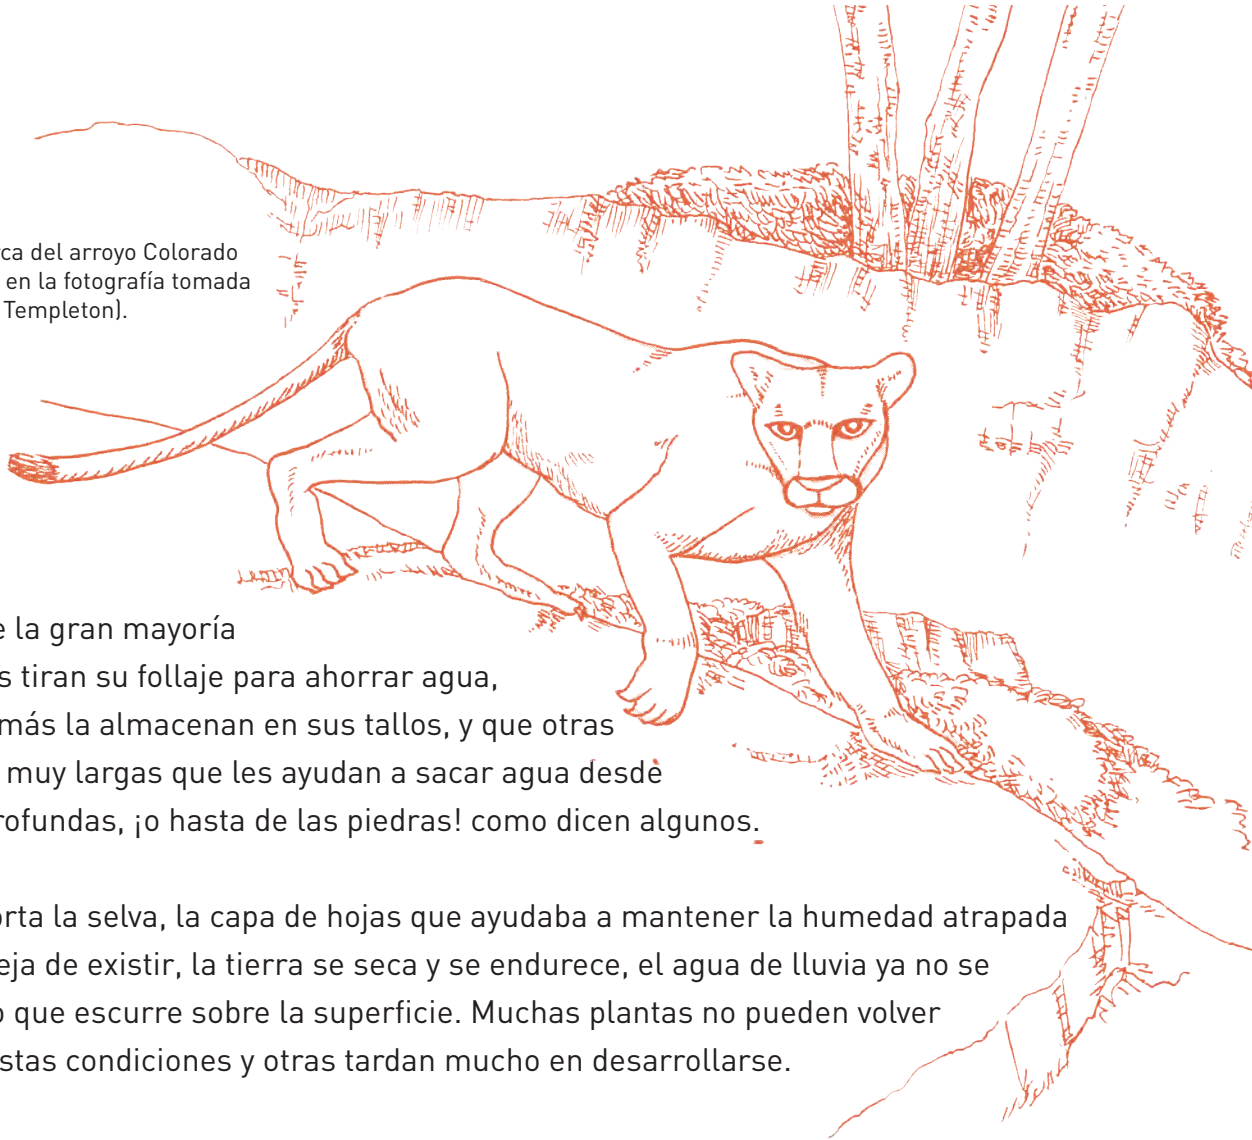 rca del arroyo Colorado
en la fotografía tomada
Templeton).
e la gran mayoría
s tiran su follaje para ahorrar agua,
más la almacenan en sus tallos, y que otras
muy largas que les ayudan a sacar agua desde
rofundas, ¡o hasta de las piedras! como dicen algunos.
orta la selva, la capa de hojas que ayudaba a mantener la humedad atrapada
eja de existir, la tierra se seca y se endurece, el agua de lluvia ya no se
o que escurre sobre la superficie. Muchas plantas no pueden volver
stas condiciones y otras tardan mucho en desarrollarse.